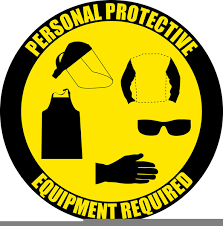 PERSONAL PROTECTIVE
EQUIPMENT REQUIRED